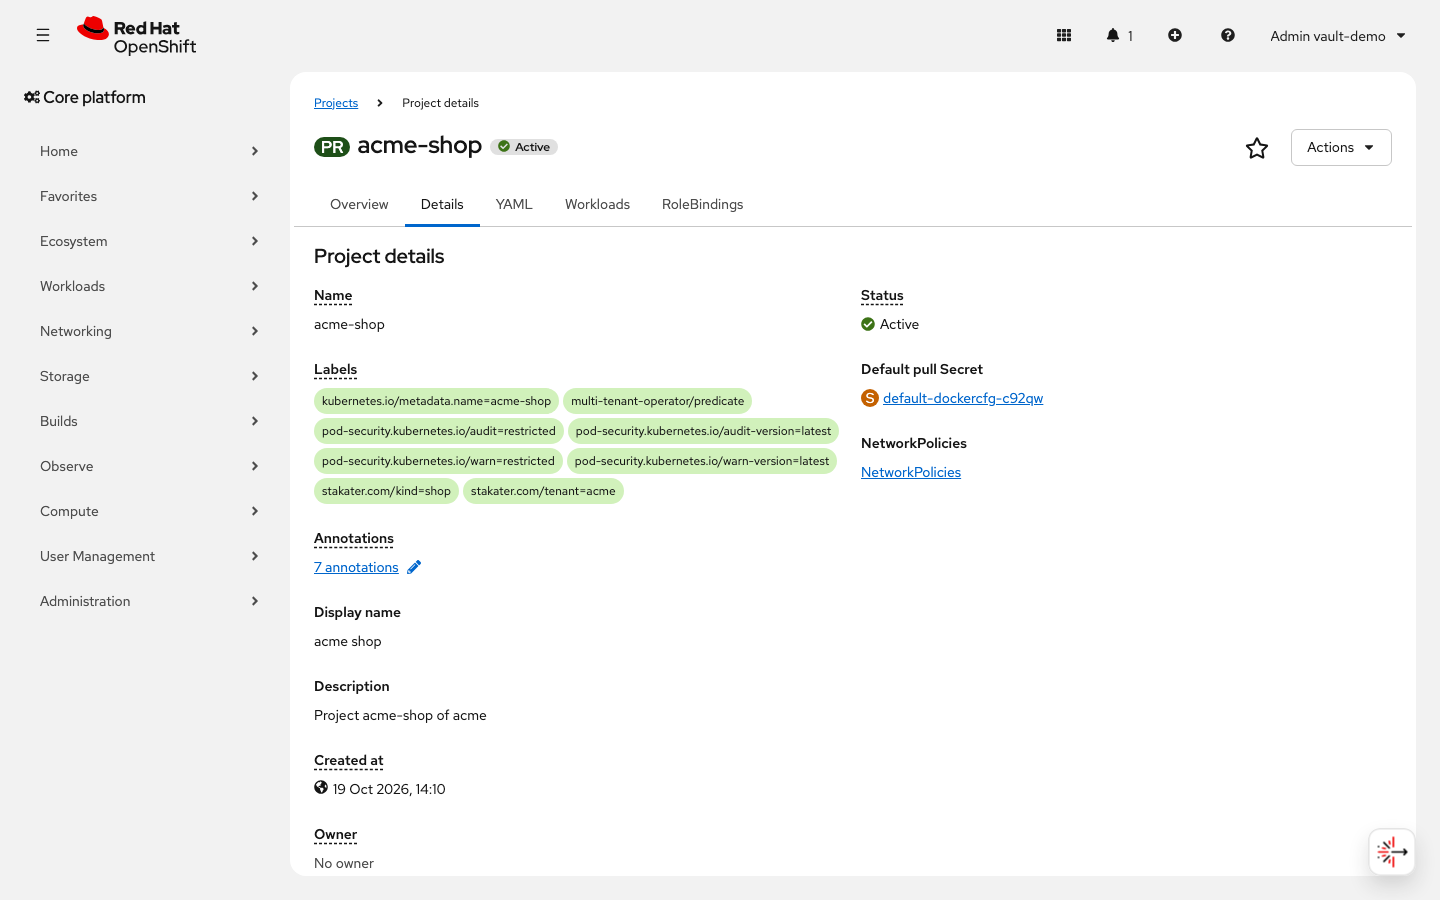 Red Hat
OpenShift
1
Admin vault-demo
Core platform
Home
Favorites
Ecosystem
Workloads
Networking
Storage
Builds
Observe
Compute
User Management
Administration
Projects
Project details
PR acme-shop Active
Actions
Overview Details YAML Workloads RoleBindings
Project details
Name
acme-shop
Labels
kubernetes.io/metadata.name=acme-shop multi-tenant-operator/predicate
pod-security.kubernetes.io/audit=restricted pod-security.kubernetes.io/audit-version=latest
pod-security.kubernetes.io/warn=restricted pod-security.kubernetes.io/warn-version=latest
stakater.com/kind=shop stakater.com/tenant=acme
Annotations
7 annotations
Display name
acme shop
Description
Project acme-shop of acme
Created at
19 Oct 2026, 14:10
Owner
No owner
Status
Active
Default pull Secret
S default-dockercfg-c92qw
NetworkPolicies
NetworkPolicies